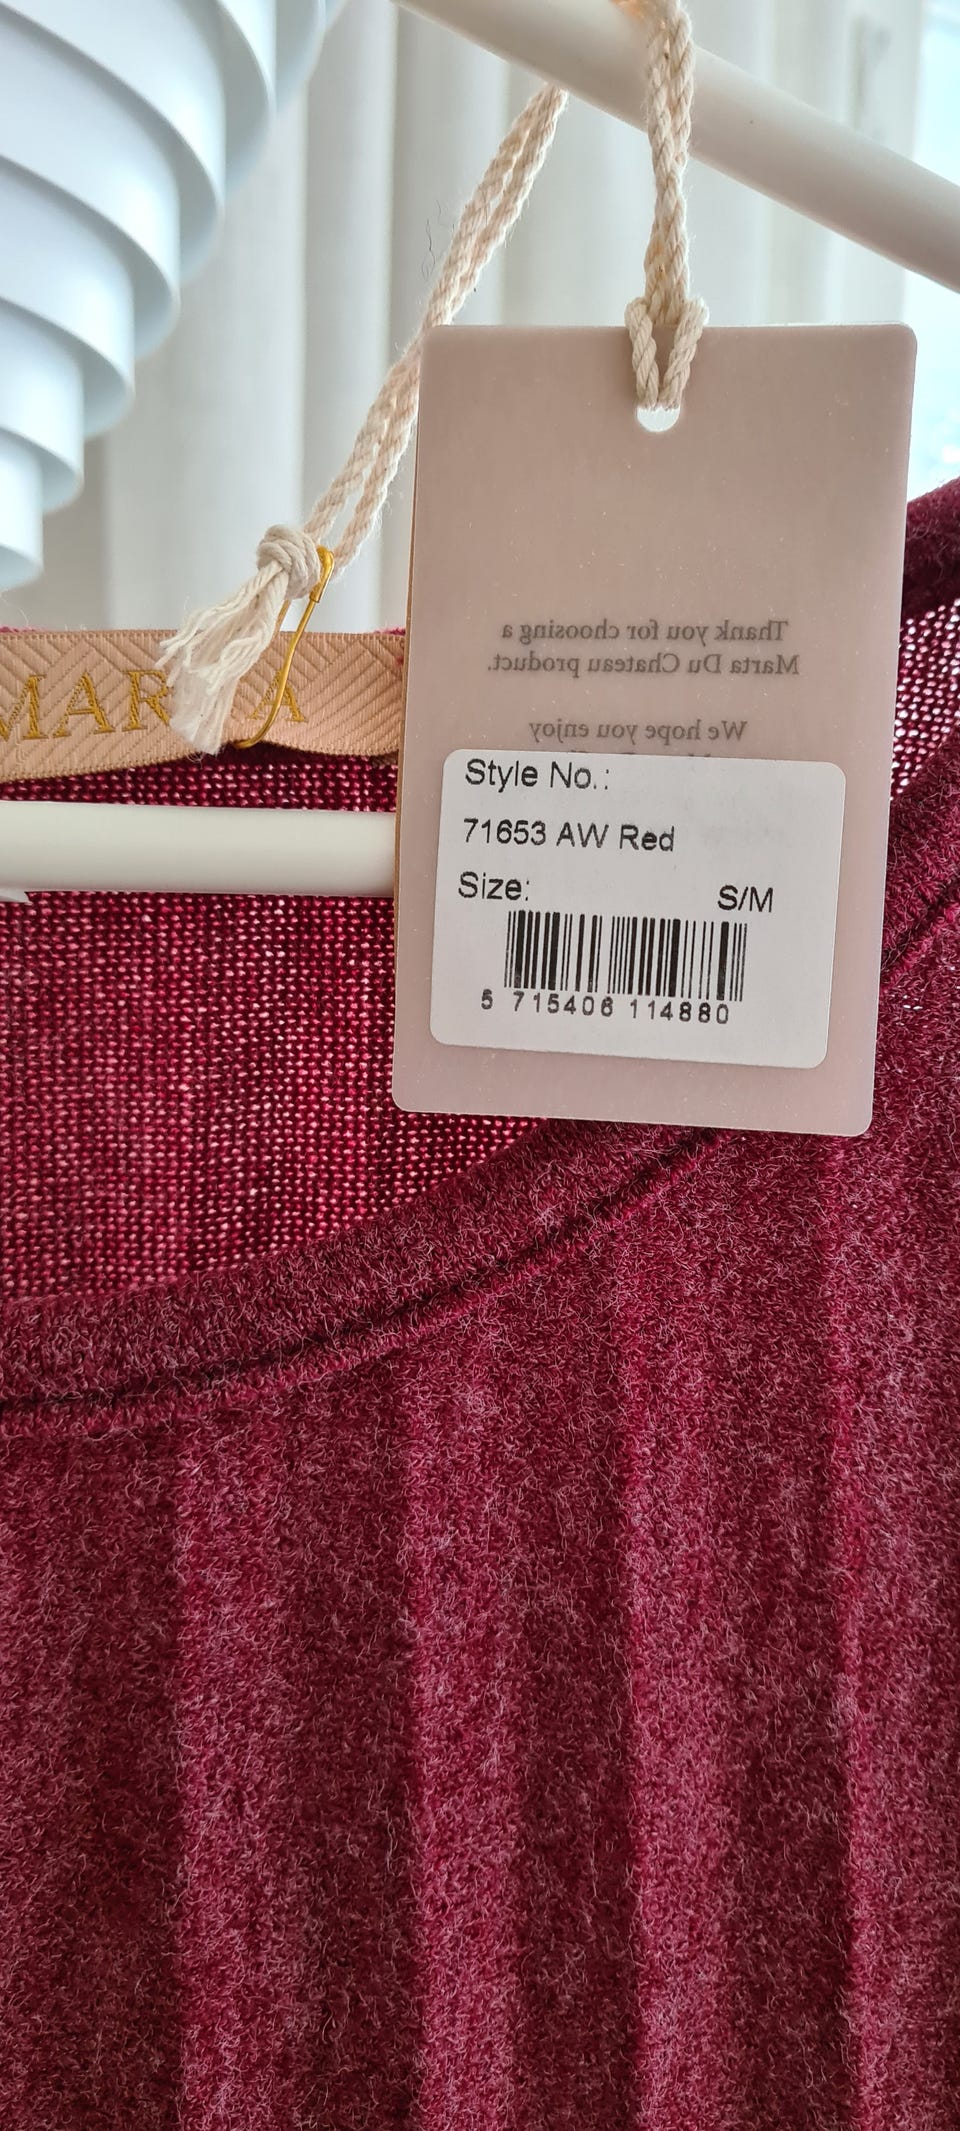 Thank you for choosing a
Marta Du Chateau product.
We hope you enjoy
Style No.:
71653 AW Red
Size: S/M
5 715406 114880
MAR A